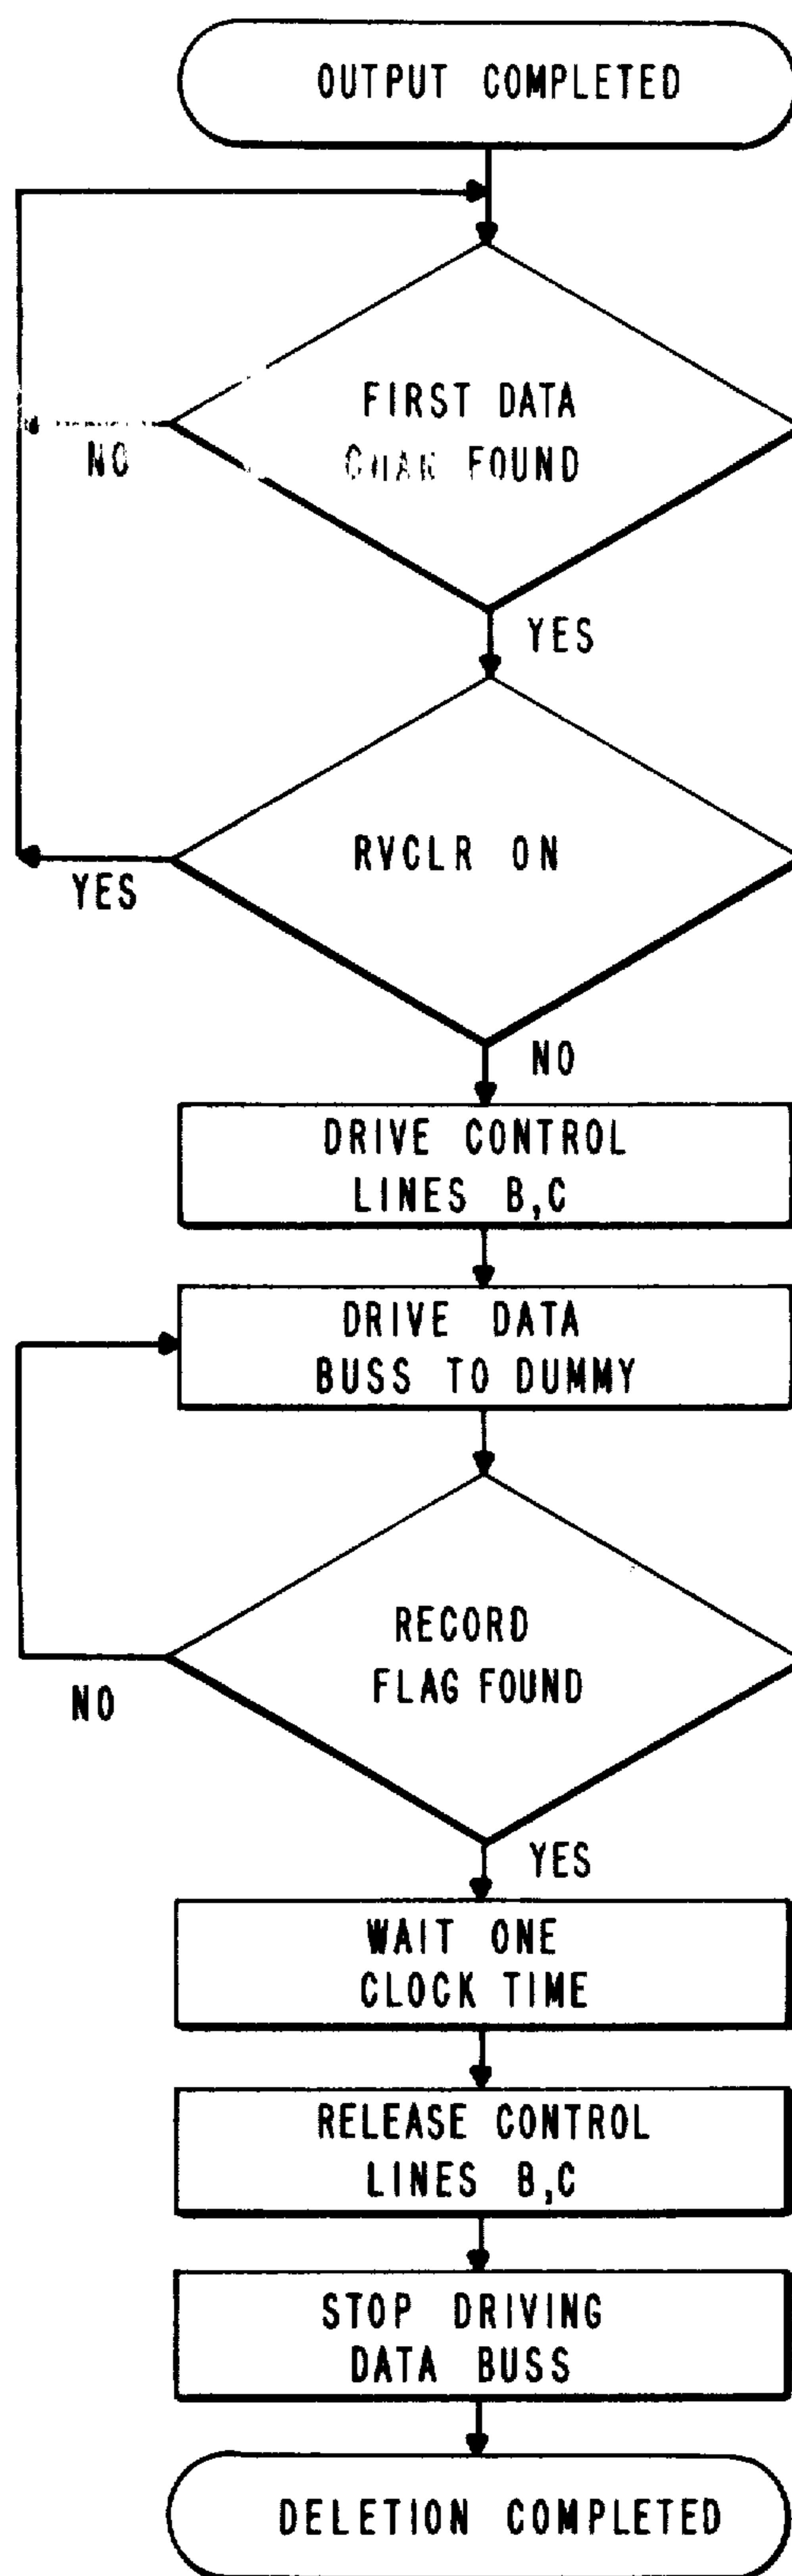 OUTPUT COMPLETED
FIRST DATA
CHAR FOUND
NO
YES
RVCLR ON
YES
NO
DRIVE CONTROL
LINES B,C
DRIVE DATA
BUSS TO DUMMY
RECORD
FLAG FOUND
NO
YES
WAIT ONE
CLOCK TIME
RELEASE CONTROL
LINES B,C
STOP DRIVING
DATA BUSS
DELETION COMPLETED